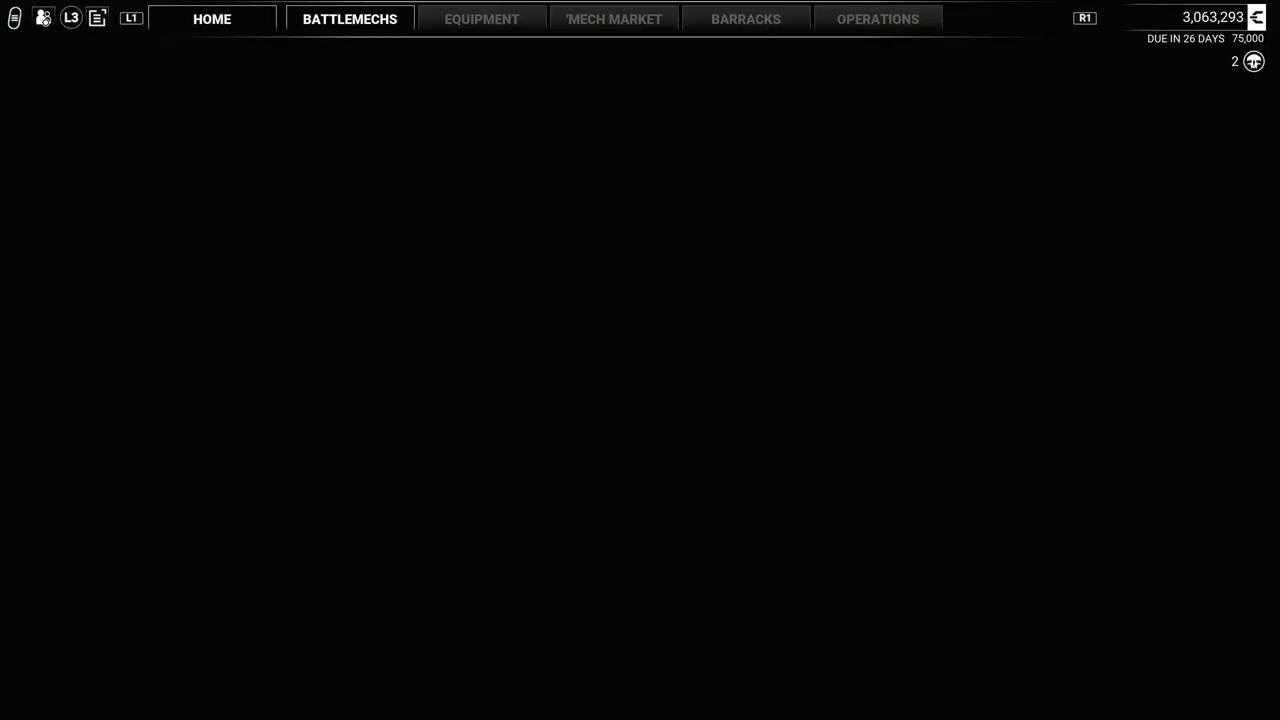 L3 L1 HOME BATTLEMECHS EQUIPMENT 'MECH MARKET BARRACKS OPERATIONS R1 3,063,293
DUE IN 26 DAYS 75,000
2